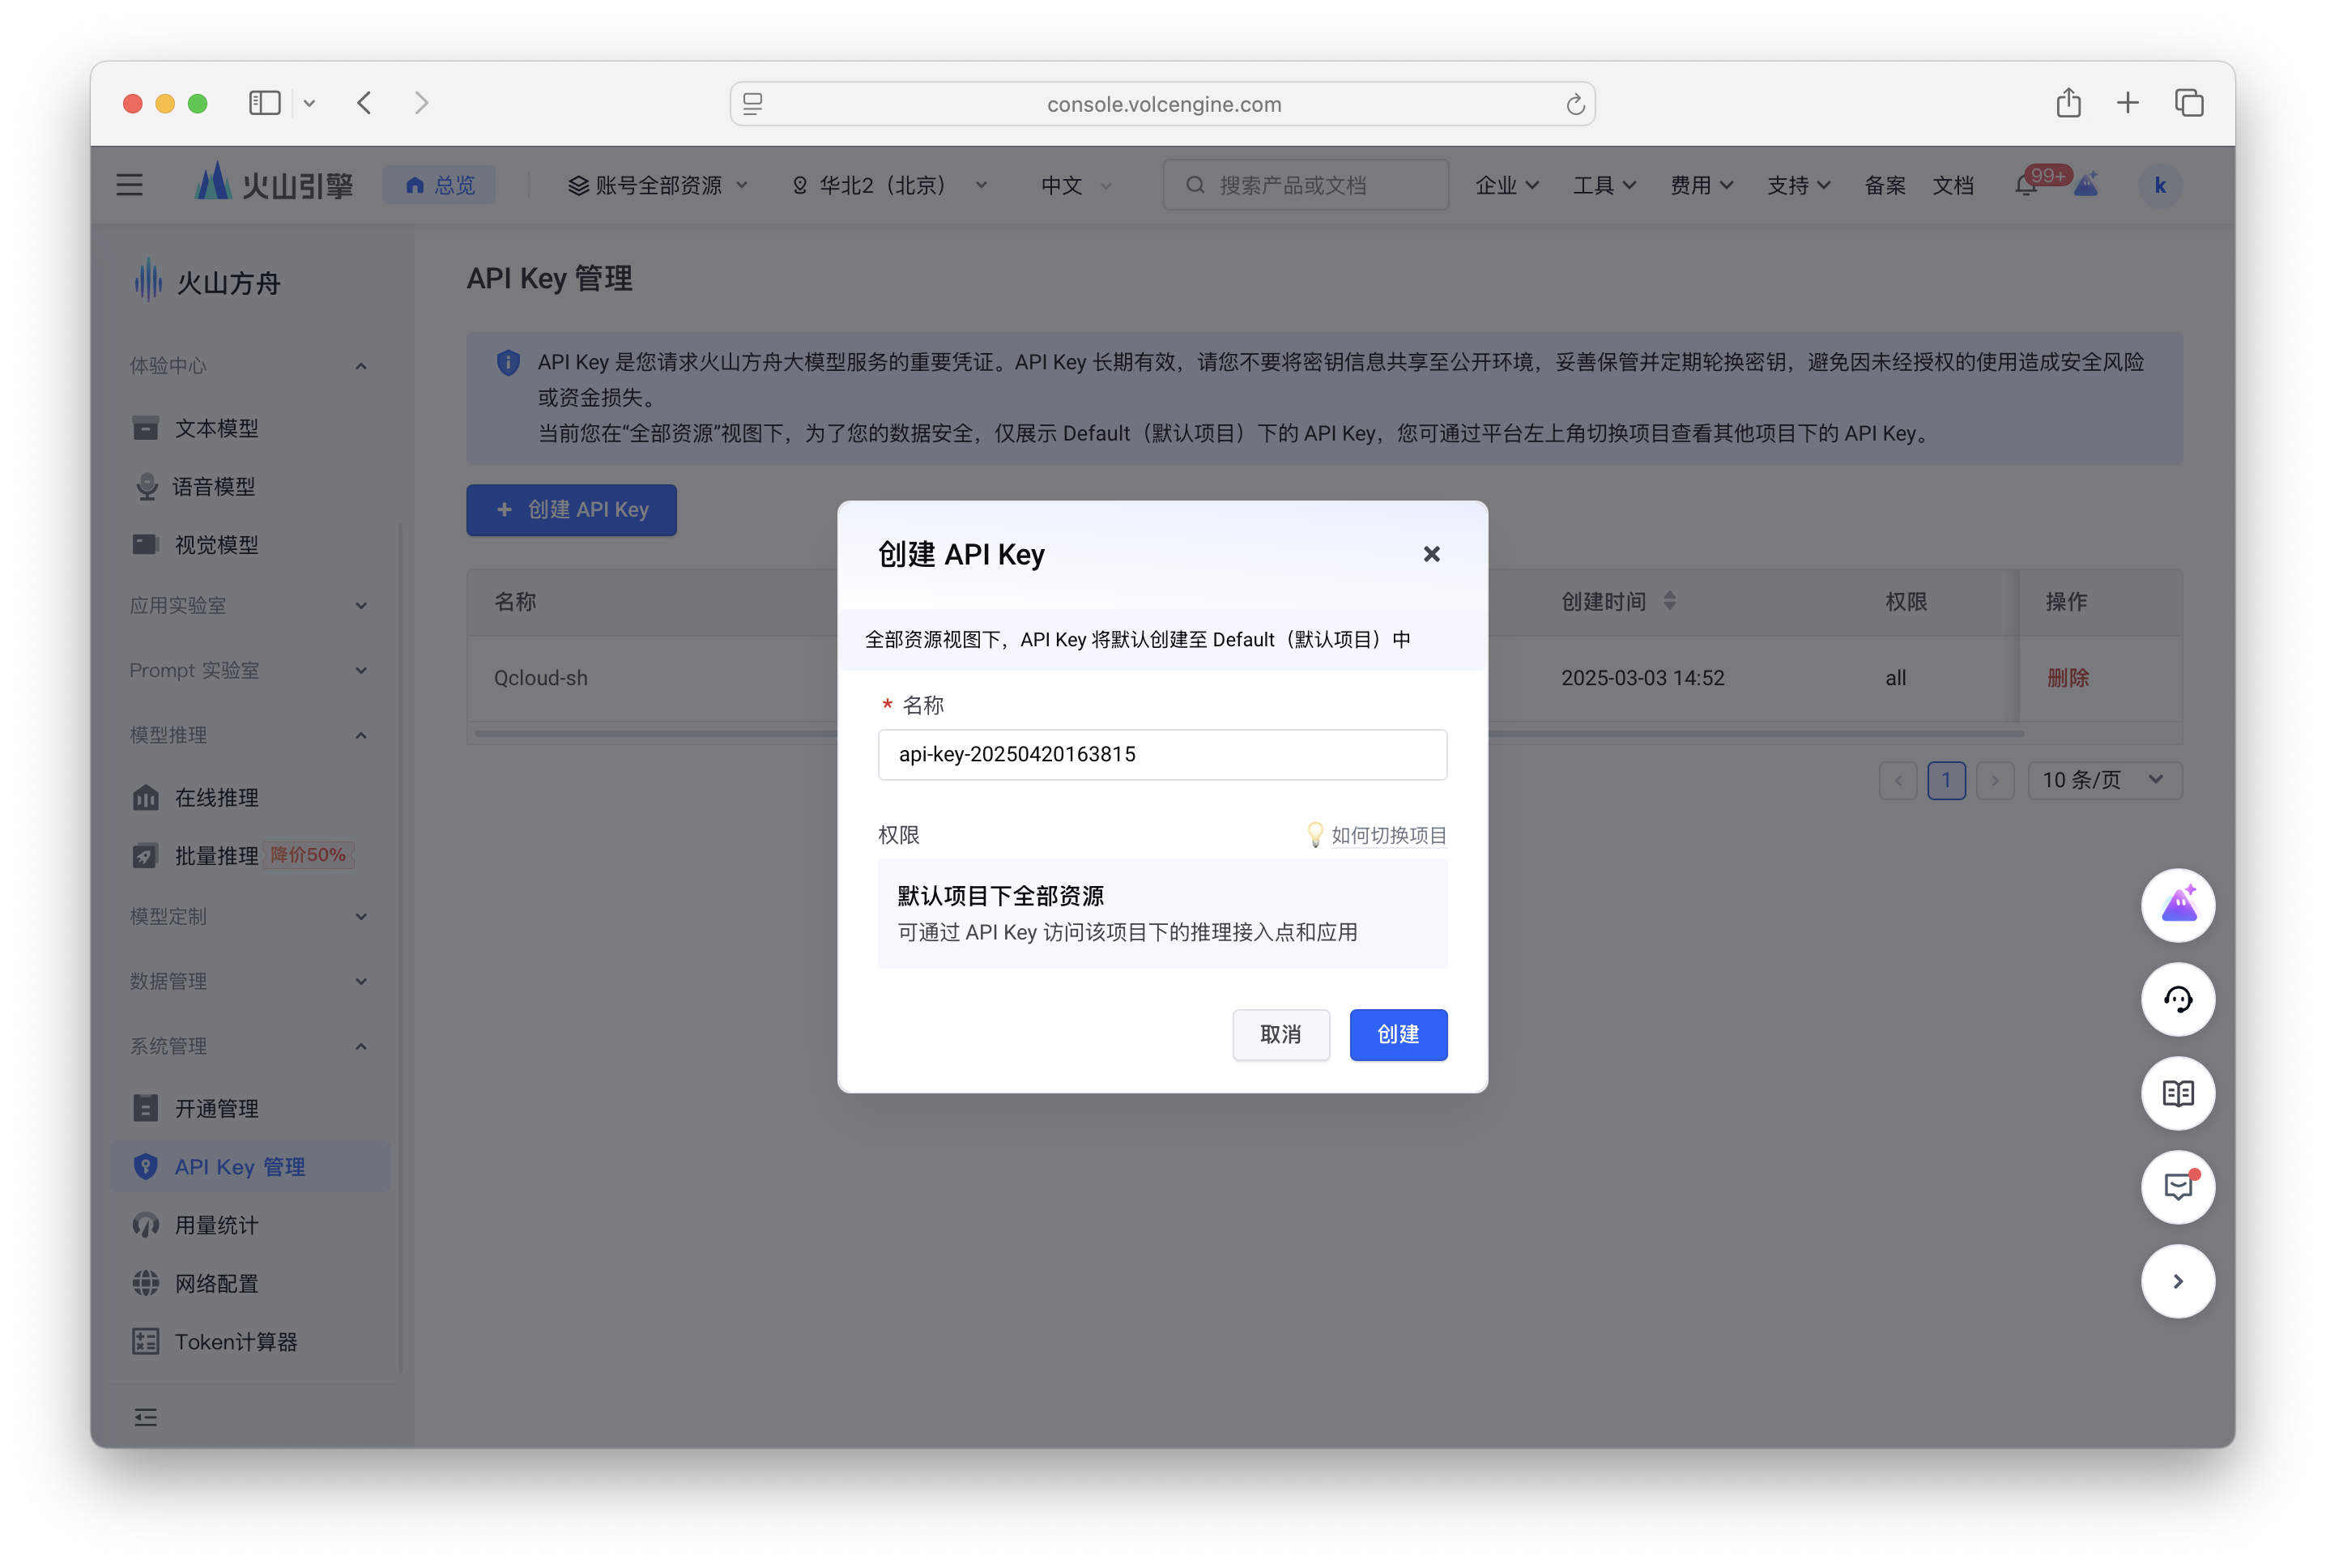 console.volcengine.com
火山引擎
总览
账号全部资源
华北2（北京）
中文
搜索产品或文档
企业
工具
费用
支持
备案
文档
99+
k
火山方舟
体验中心
文本模型
语音模型
视觉模型
应用实验室
Prompt 实验室
模型推理
在线推理
批量推理 降价50%
模型定制
数据管理
系统管理
开通管理
API Key 管理
用量统计
网络配置
Token计算器
API Key 管理
API Key 是您请求火山方舟大模型服务的重要凭证。API Key 长期有效，请您不要将密钥信息共享至公开环境，妥善保管并定期轮换密钥，避免因未经授权的使用造成安全风险
或资金损失。
当前您在“全部资源”视图下，为了您的数据安全，仅展示 Default（默认项目）下的 API Key，您可通过平台左上角切换项目查看其他项目下的 API Key。
+ 创建 API Key
名称
创建时间
权限
操作
Qcloud-sh
2025-03-03 14:52
all
删除
1
10 条/页
创建 API Key
全部资源视图下，API Key 将默认创建至 Default（默认项目）中
* 名称
api-key-20250420163815
权限
如何切换项目
默认项目下全部资源
可通过 API Key 访问该项目下的推理接入点和应用
取消
创建